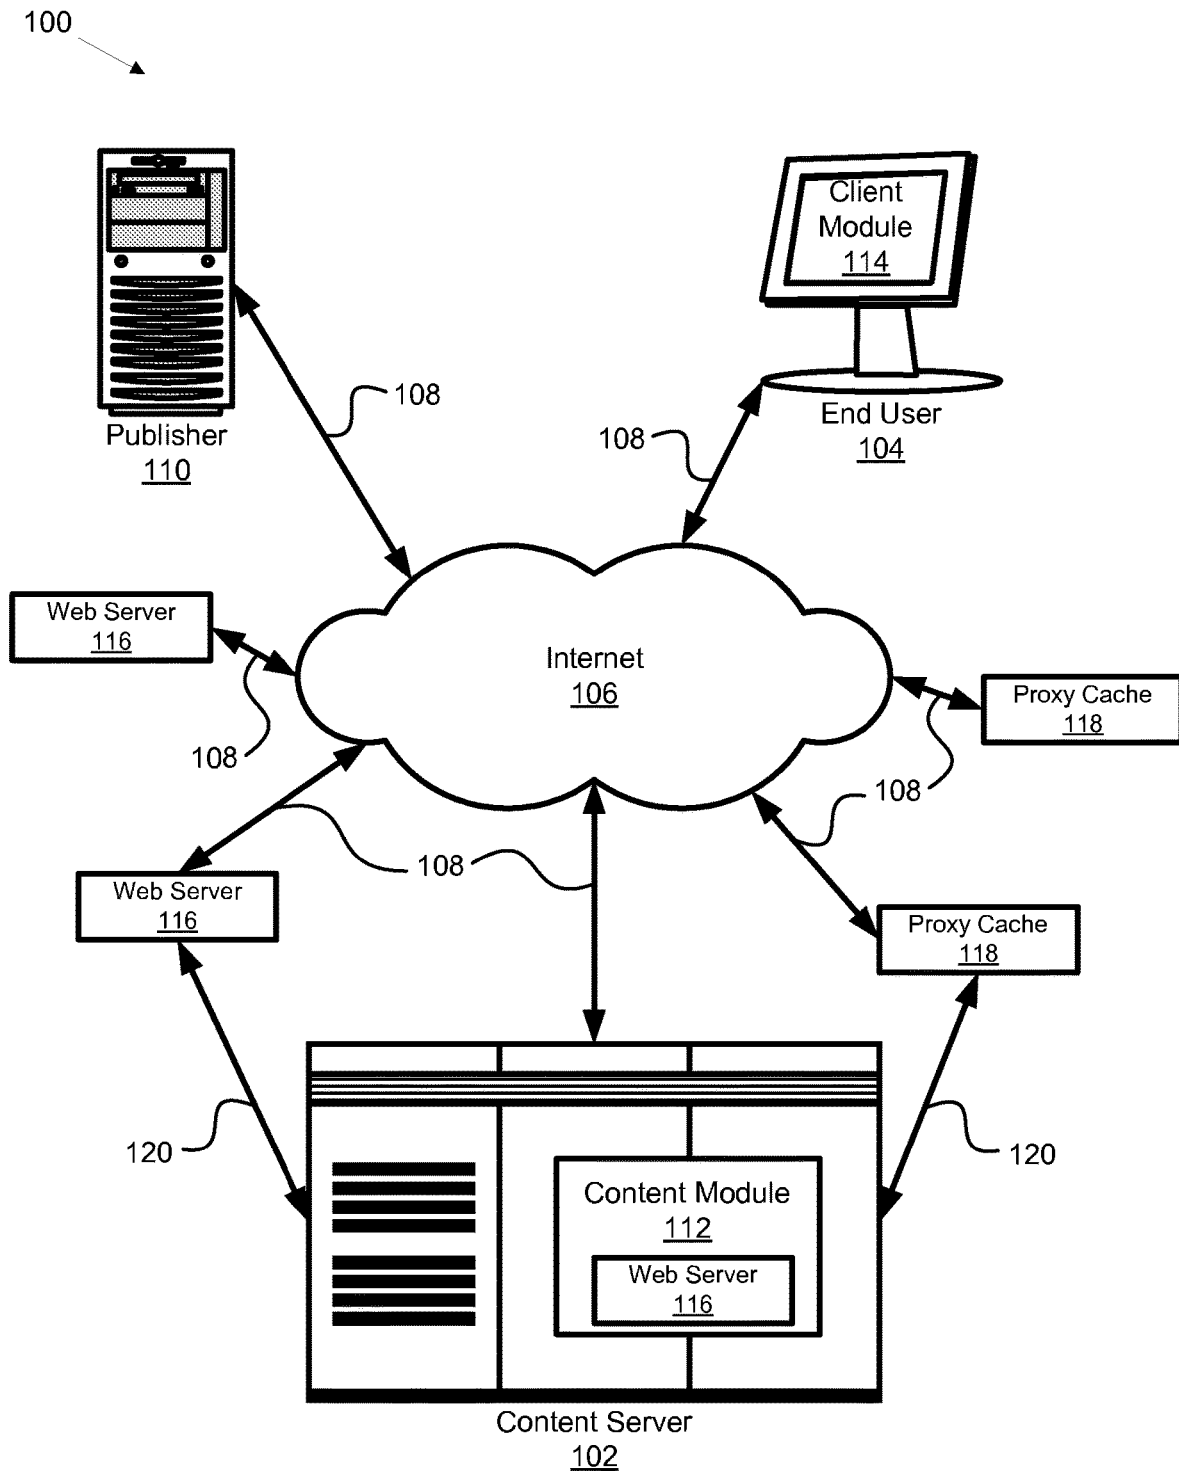 100
Client
Module
114
108
Publisher
110
108
End User
104
Web Server
116
Internet
106
Proxy Cache
118
108
108
108
Web Server
116
Proxy Cache
118
120
120
Content Module
112
Web Server
116
Content Server
102